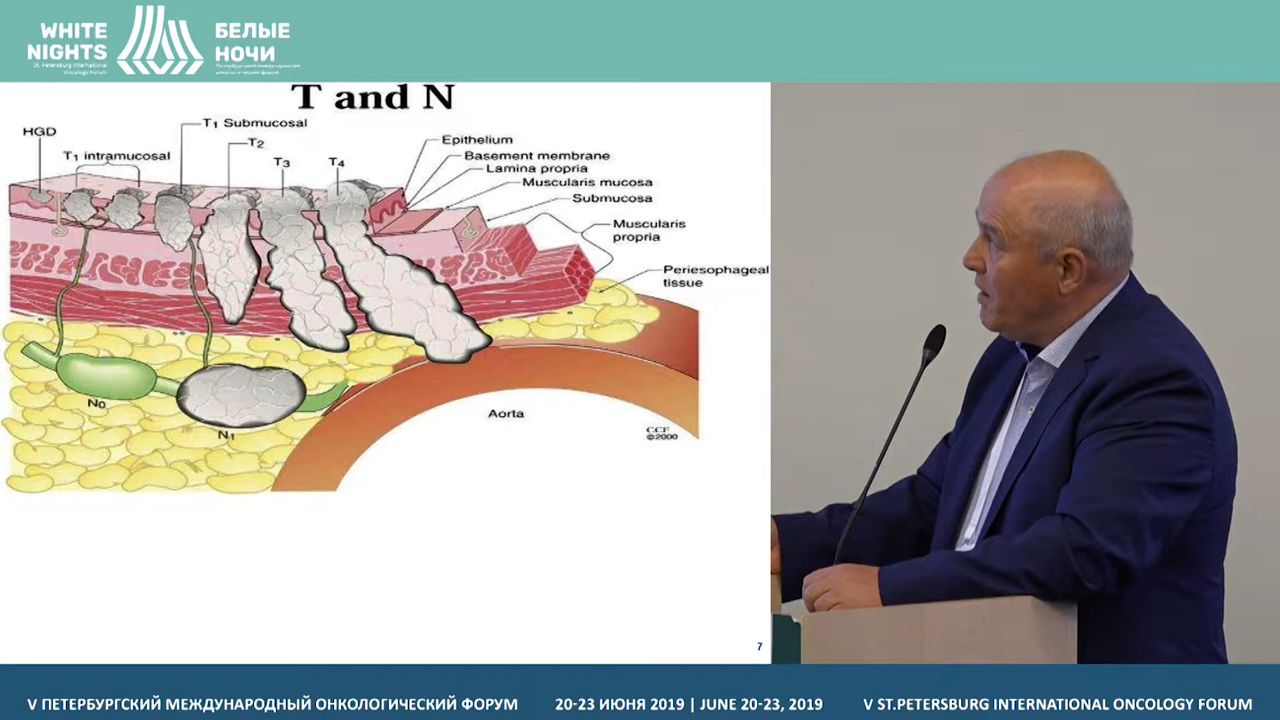 WHITE
NIGHTS
St. Petersburg International
Oncology Forum
БЕЛЫЕ
НОЧИ
Петербургский международный
онкологический форум
T and N
HGD
T1 intramucosal
T1 Submucosal
T2
T3
T4
Epithelium
Basement membrane
Lamina propria
Muscularis mucosa
Submucosa
Muscularis
propria
Periesophageal
tissue
N0
N1
Aorta
CCF
©2000
7
V ПЕТЕРБУРГСКИЙ МЕЖДУНАРОДНЫЙ ОНКОЛОГИЧЕСКИЙ ФОРУМ
20-23 ИЮНЯ 2019 | JUNE 20-23, 2019
V ST.PETERSBURG INTERNATIONAL ONCOLOGY FORUM